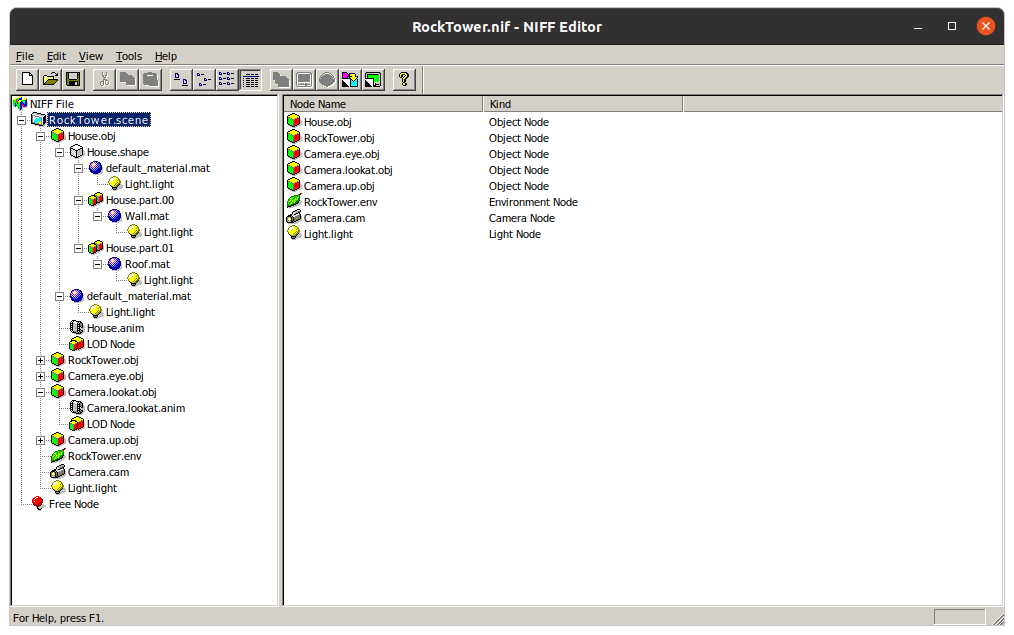 RockTower.nif - NIFF Editor
File Edit View Tools Help
NIFF File
RockTower.scene
House.obj
House.shape
default_material.mat
Light.light
House.part.00
Wall.mat
Light.light
House.part.01
Roof.mat
Light.light
default_material.mat
Light.light
House.anim
LOD Node
RockTower.obj
Camera.eye.obj
Camera.lookat.obj
Camera.lookat.anim
LOD Node
Camera.up.obj
RockTower.env
Camera.cam
Light.light
Free Node
Node Name Kind
House.obj Object Node
RockTower.obj Object Node
Camera.eye.obj Object Node
Camera.lookat.obj Object Node
Camera.up.obj Object Node
RockTower.env Environment Node
Camera.cam Camera Node
Light.light Light Node
For Help, press F1.